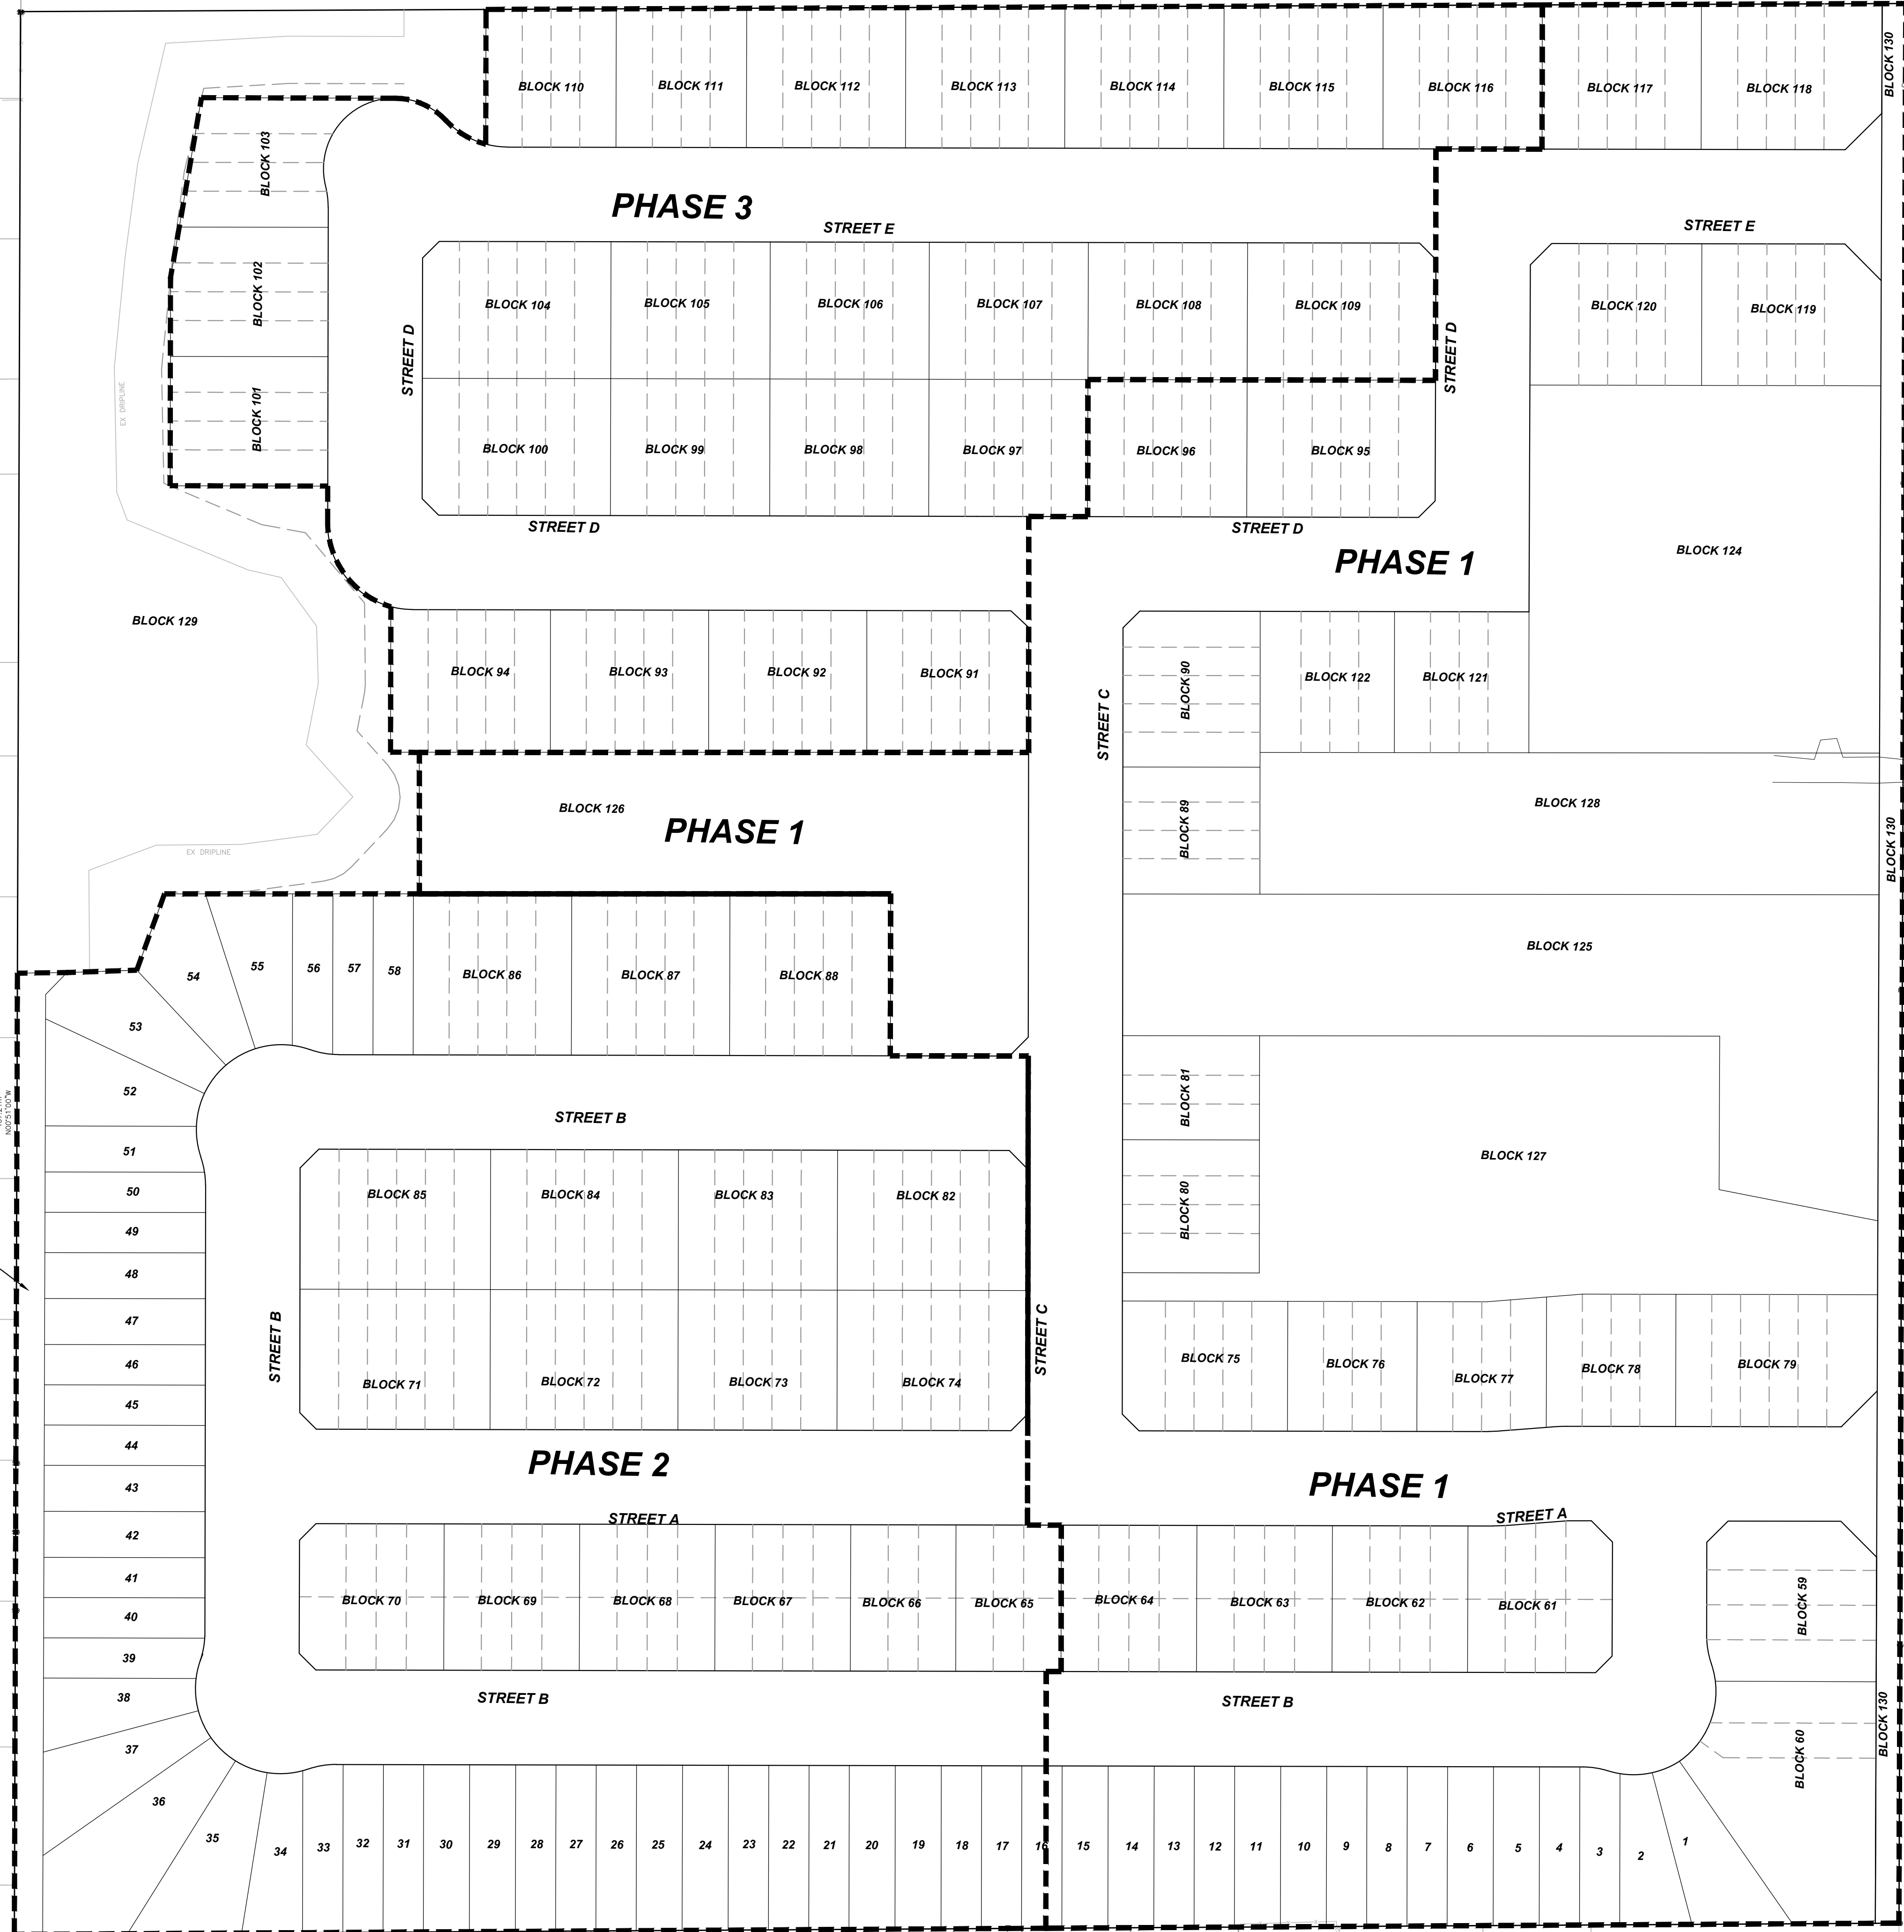 BLOCK 110
BLOCK 111
BLOCK 112
BLOCK 113
BLOCK 114
BLOCK 115
BLOCK 116
BLOCK 117
BLOCK 118
BLOCK 130
BLOCK 103
PHASE 3
STREET E
STREET E
BLOCK 102
BLOCK 104
BLOCK 105
BLOCK 106
BLOCK 107
BLOCK 108
BLOCK 109
BLOCK 120
BLOCK 119
STREET D
STREET D
EX DRIPLINE
BLOCK 101
BLOCK 100
BLOCK 99
BLOCK 98
BLOCK 97
BLOCK 96
BLOCK 95
STREET D
STREET D
PHASE 1
BLOCK 124
BLOCK 129
BLOCK 94
BLOCK 93
BLOCK 92
BLOCK 91
STREET C
BLOCK 90
BLOCK 122
BLOCK 121
BLOCK 126
PHASE 1
BLOCK 89
BLOCK 128
BLOCK 130
EX DRIPLINE
54
55
56
57
58
BLOCK 86
BLOCK 87
BLOCK 88
BLOCK 125
53
52
N00°51'00"W
STREET B
BLOCK 81
51
BLOCK 127
50
BLOCK 85
BLOCK 84
BLOCK 83
BLOCK 82
BLOCK 80
49
48
47
STREET B
STREET C
46
BLOCK 71
BLOCK 72
BLOCK 73
BLOCK 74
BLOCK 75
BLOCK 76
BLOCK 77
BLOCK 78
BLOCK 79
45
44
43
PHASE 2
PHASE 1
STREET A
STREET A
42
41
40
BLOCK 70
BLOCK 69
BLOCK 68
BLOCK 67
BLOCK 66
BLOCK 65
BLOCK 64
BLOCK 63
BLOCK 62
BLOCK 61
BLOCK 59
39
38
STREET B
STREET B
BLOCK 130
37
BLOCK 60
36
35
34
33
32
31
30
29
28
27
26
25
24
23
22
21
20
19
18
17
16
15
14
13
12
11
10
9
8
7
6
5
4
3
2
1